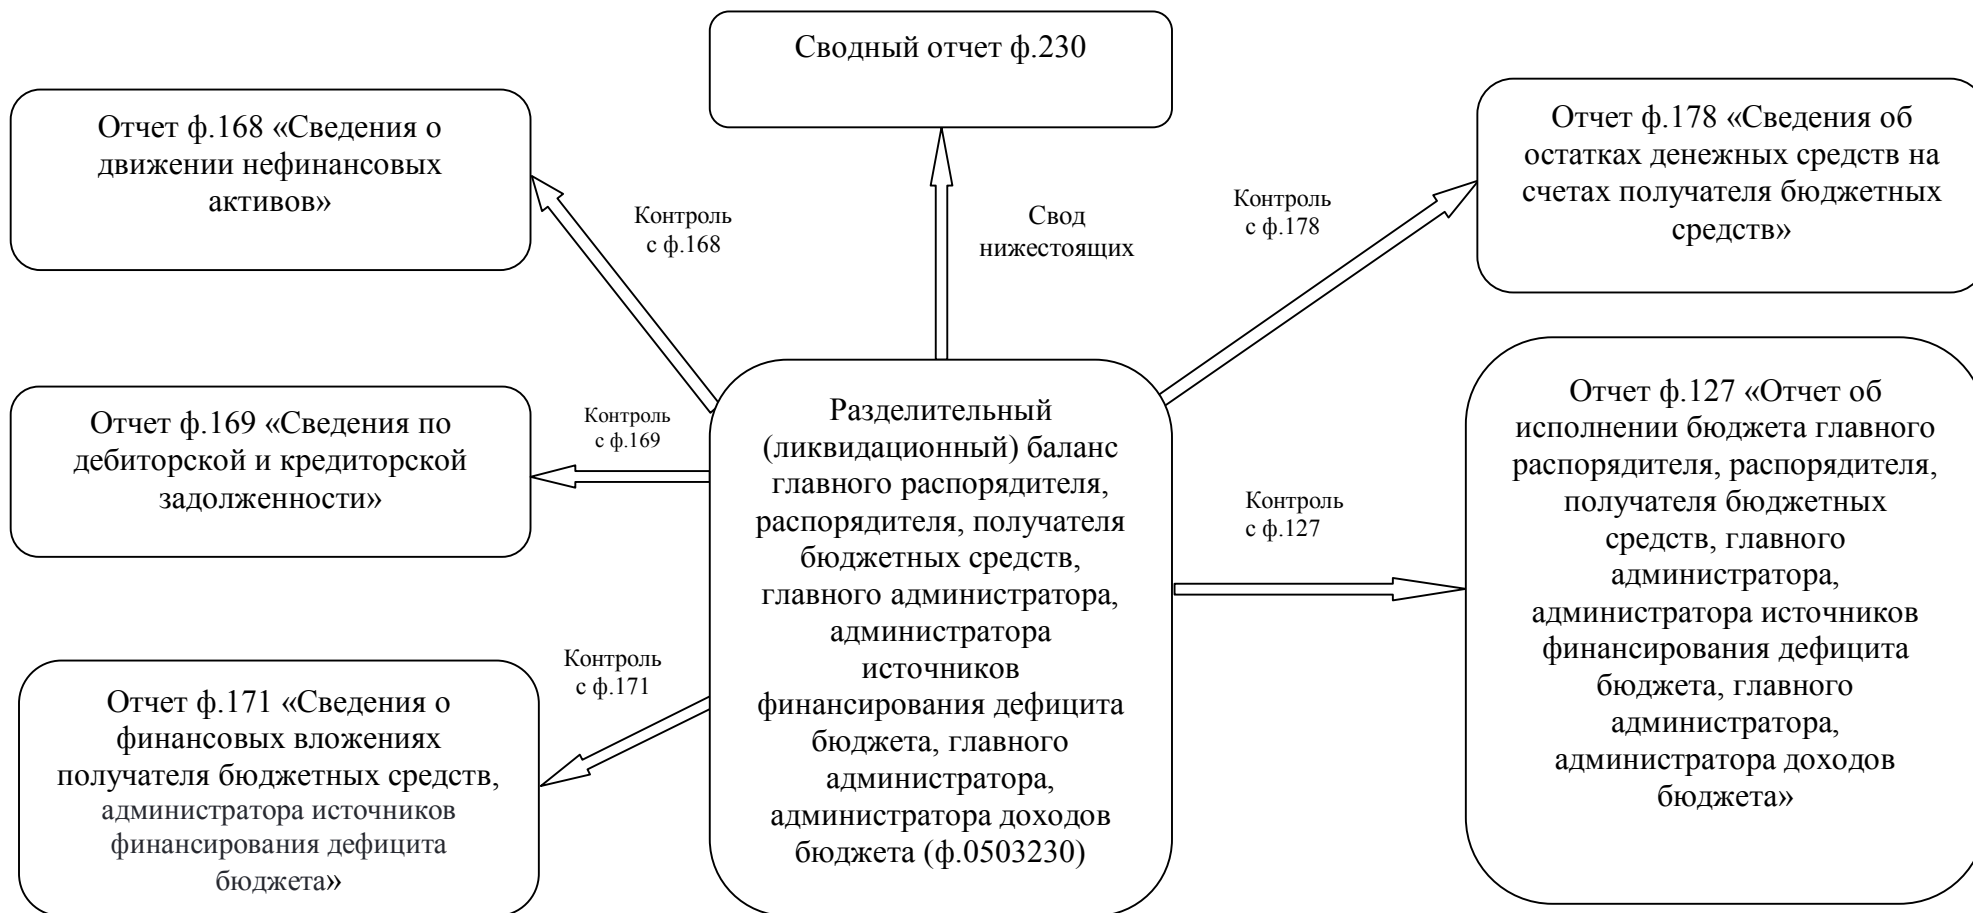 Сводный отчет ф.230
Отчет ф.168 «Сведения о
движении нефинансовых
активов»
Отчет ф.178 «Сведения об
остатках денежных средств на
счетах получателя бюджетных
средств»
Контроль
с ф.168
Свод
нижестоящих
Контроль
с ф.178
Отчет ф.169 «Сведения по
дебиторской и кредиторской
задолженности»
Контроль
с ф.169
Разделительный
(ликвидационный) баланс
главного распорядителя,
распорядителя, получателя
бюджетных средств,
главного администратора,
администратора
источников
финансирования дефицита
бюджета, главного
администратора,
администратора доходов
бюджета (ф.0503230)
Контроль
с ф.127
Отчет ф.127 «Отчет об
исполнении бюджета главного
распорядителя, распорядителя,
получателя бюджетных
средств, главного
администратора,
администратора источников
финансирования дефицита
бюджета, главного
администратора,
администратора доходов
бюджета»
Контроль
с ф.171
Отчет ф.171 «Сведения о
финансовых вложениях
получателя бюджетных средств,
администратора источников
финансирования дефицита
бюджета»